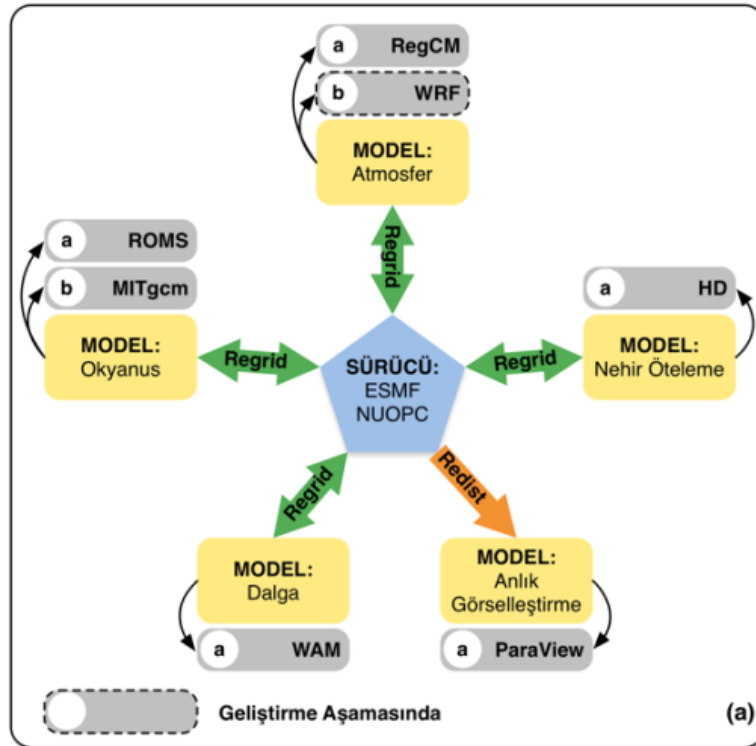 a RegCM
b WRF
MODEL:
Atmosfer
Regrid
a ROMS
b MITgcm
MODEL:
Okyanus
Regrid
a HD
MODEL:
Nehir Öteleme
Regrid
SÜRÜCÜ:
ESMF
NUOPC
Regrid
Redist
MODEL:
Dalga
a WAM
MODEL:
Anlık
Görselleştirme
a ParaView
Geliştirme Aşamasında
(a)